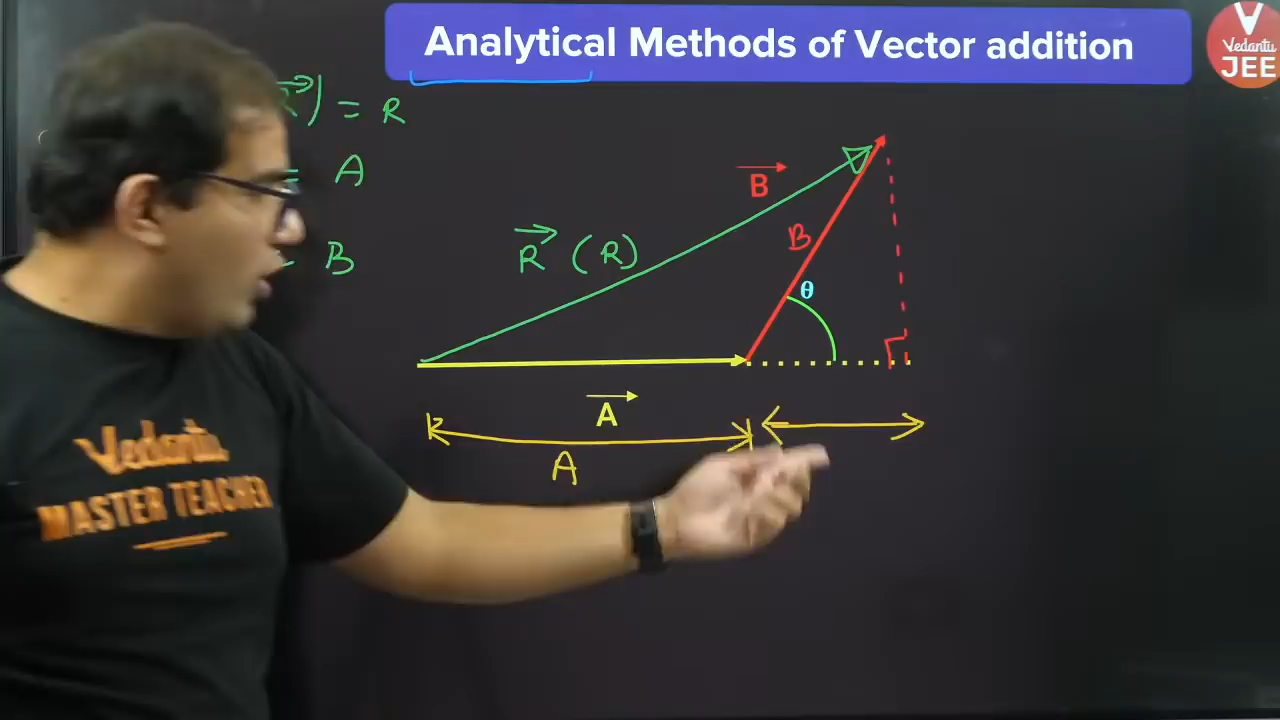 Analytical Methods of Vector addition
V
Vedantu
JEE
R⃗| = R
= A
= B
B⃗
B
R⃗ (R)
θ
A⃗
A
Vedantu
MASTER TEACHER